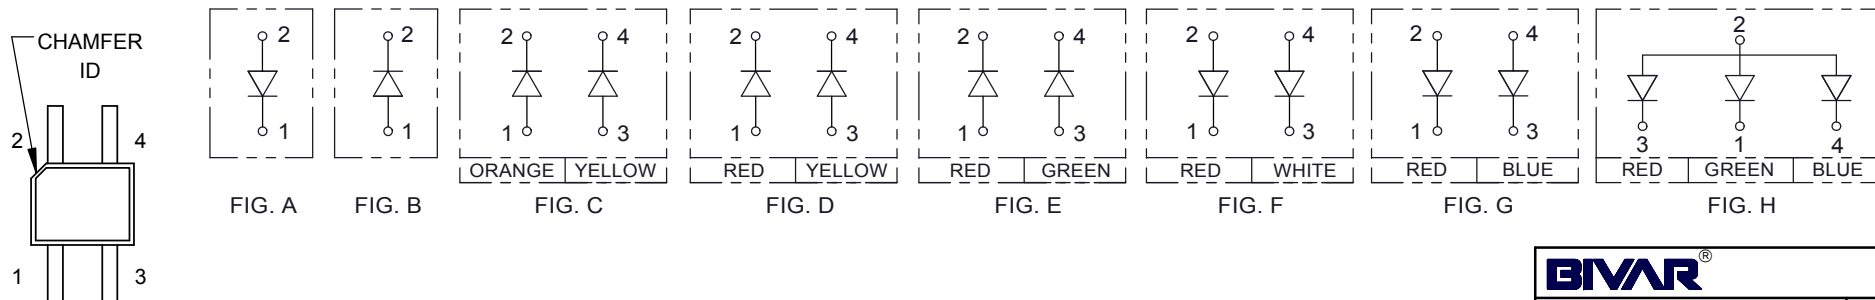 CHAMFER
ID
2 4
1 3
2
1
FIG. A
2
1
FIG. B
2 4
1 3
ORANGE YELLOW
FIG. C
2 4
1 3
RED YELLOW
FIG. D
2 4
1 3
RED GREEN
FIG. E
2 4
1 3
RED WHITE
FIG. F
2 4
1 3
RED BLUE
FIG. G
2
3 1 4
RED GREEN BLUE
FIG. H
BIVAR®